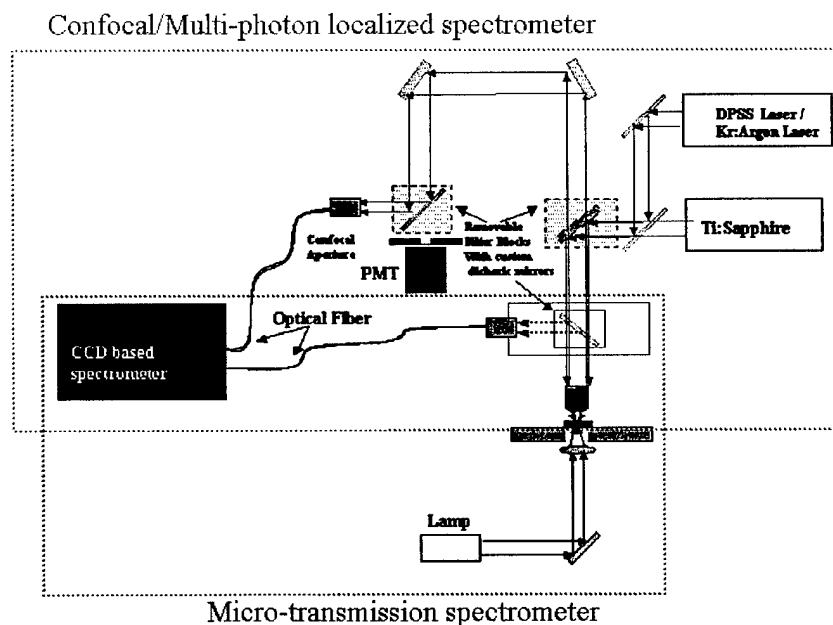 Confocal/Multi-photon localized spectrometer
DPSS Laser /
Kr:Argon Laser
Ti:Sapphire
Removable
Filter Blocks
With custom
dichroic mirrors
Confocal
Aperture
PMT
Optical Fiber
CCD based
spectrometer
Lamp
Micro-transmission spectrometer